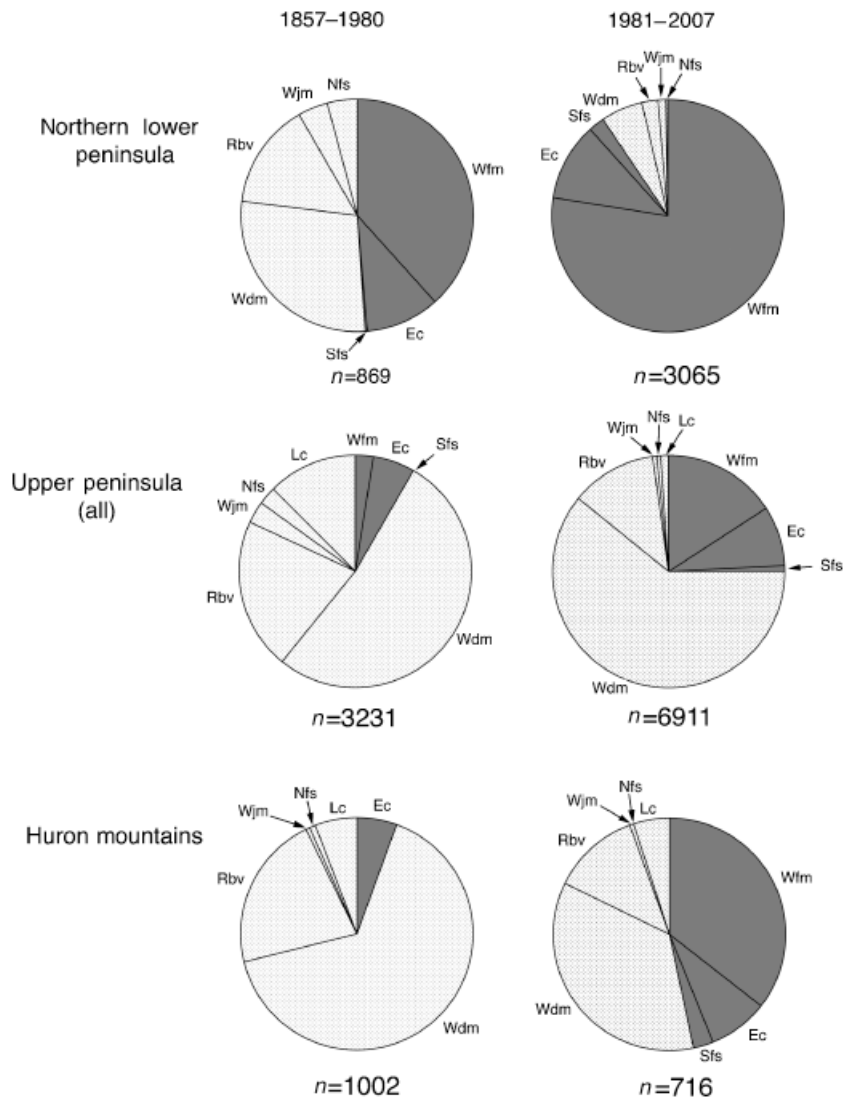 1857–1980
1981–2007
Northern lower
peninsula
Nfs
Wjm
Rbv
Wfm
Wdm
Sfs
Ec
n=869
Nfs
Wjm
Rbv
Wdm
Sfs
Ec
Wfm
n=3065
Upper peninsula
(all)
Lc
Wfm
Ec
Sfs
Nfs
Wjm
Rbv
Wdm
n=3231
Lc
Nfs
Wjm
Rbv
Wfm
Ec
Sfs
Wdm
n=6911
Huron mountains
Nfs
Lc
Ec
Wjm
Rbv
Wdm
n=1002
Nfs
Lc
Wjm
Rbv
Wfm
Wdm
Ec
Sfs
n=716